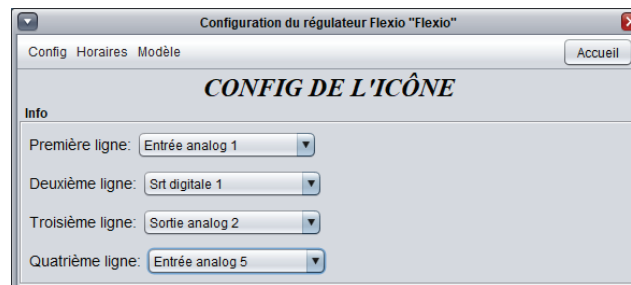 Configuration du régulateur Flexio "Flexio"
Config Horaires Modèle Accueil
CONFIG DE L'ICÔNE
Info
Première ligne: Entrée analog 1
Deuxième ligne: Srt digitale 1
Troisième ligne: Sortie analog 2
Quatrième ligne: Entrée analog 5